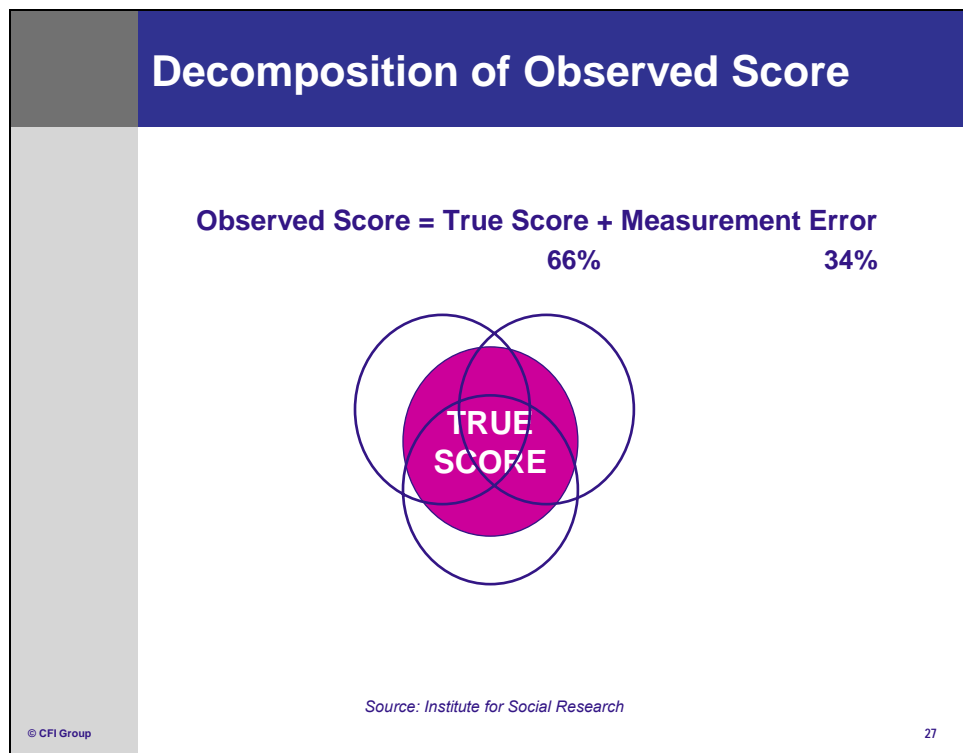 Decomposition of Observed Score
Observed Score = True Score + Measurement Error
66% 34%
TRUE
SCORE
Source: Institute for Social Research
© CFI Group 27